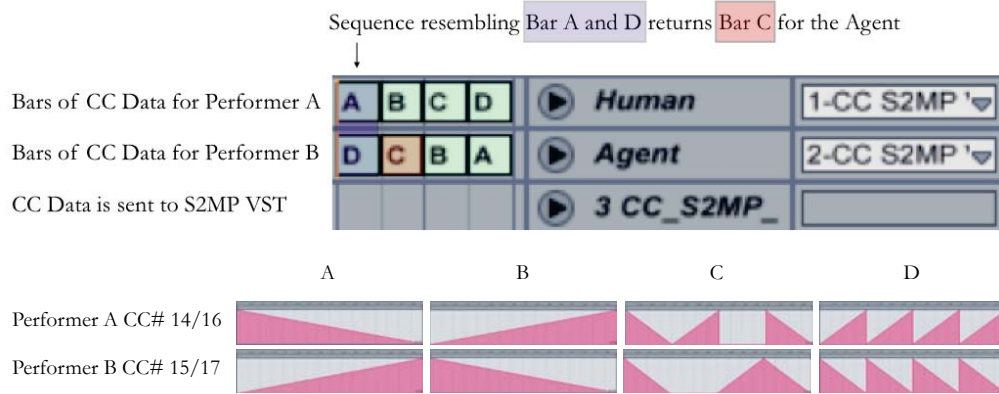 Sequence resembling Bar A and D returns Bar C for the Agent
Bars of CC Data for Performer A A B C D Human 1-CC S2MP '
Bars of CC Data for Performer B D C B A Agent 2-CC S2MP '
CC Data is sent to S2MP VST 3 CC_S2MP_
A B C D
Performer A CC# 14/16
Performer B CC# 15/17